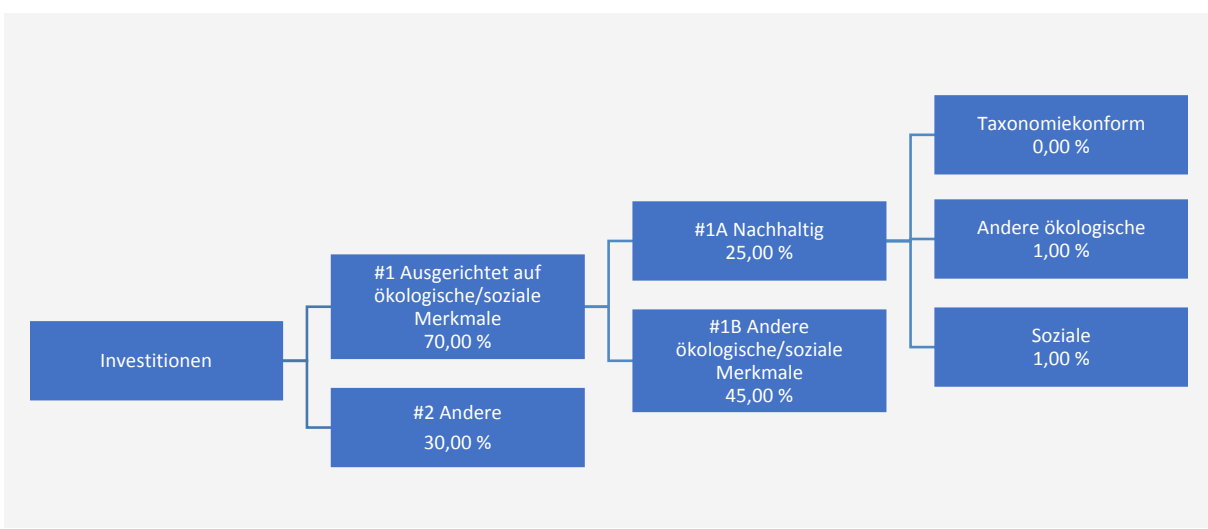 Investitionen
#1 Ausgerichtet auf
ökologische/soziale
Merkmale
70,00 %
#2 Andere
30,00 %
#1A Nachhaltig
25,00 %
#1B Andere
ökologische/soziale
Merkmale
45,00 %
Taxonomiekonform
0,00 %
Andere ökologische
1,00 %
Soziale
1,00 %